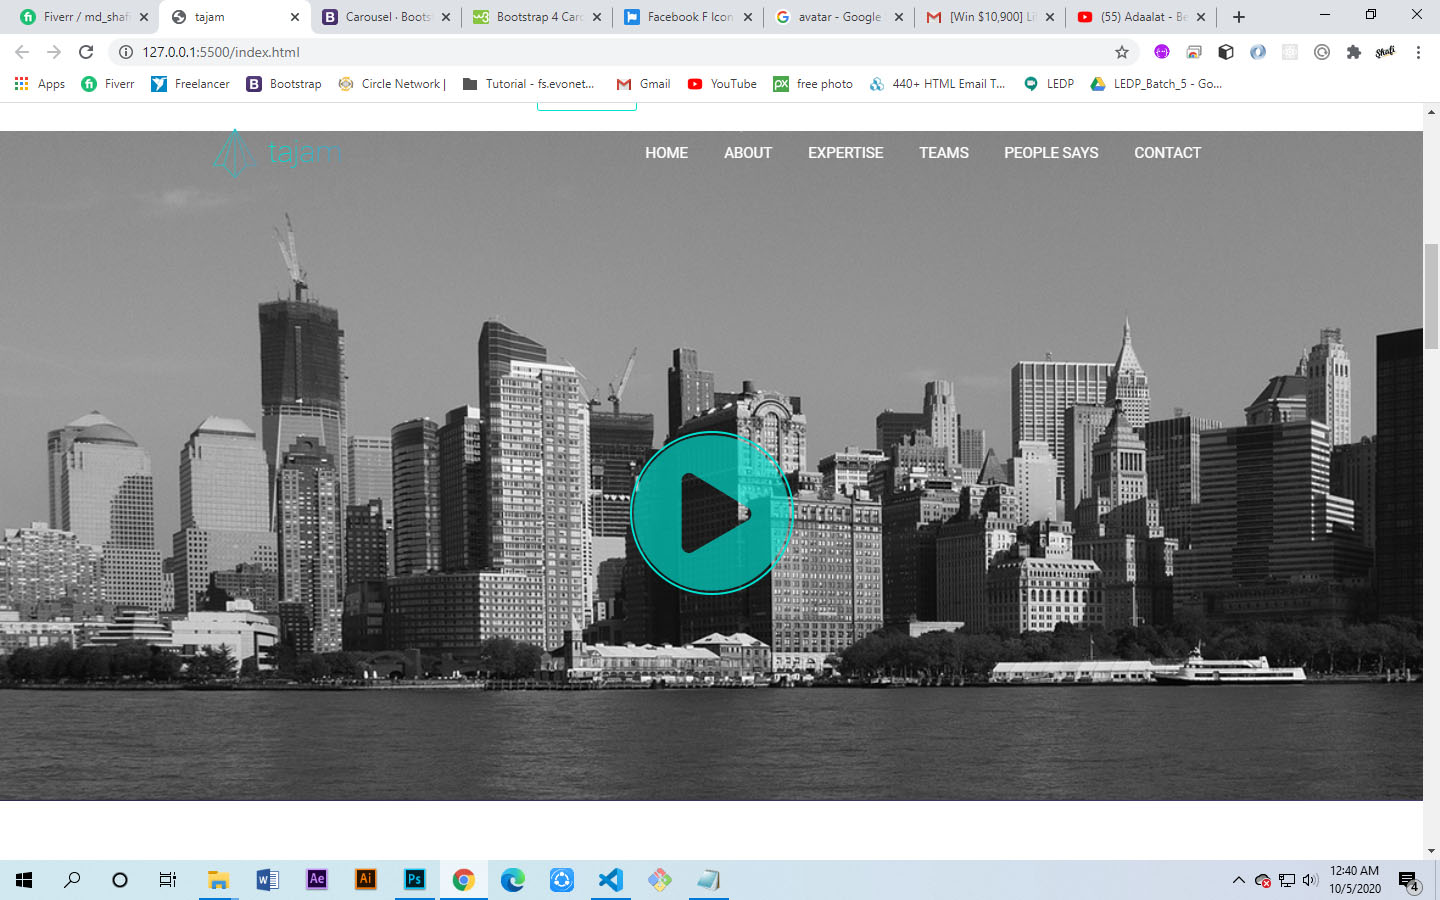 Fiverr / md_shafi
tajam
Carousel · Boots
Bootstrap 4 Caro
Facebook F Icon
avatar - Google
[Win $10,900] Li
(55) Adaalat - Be
127.0.0.1:5500/index.html
Shafi
Apps
Fiverr
Freelancer
Bootstrap
Circle Network |
Tutorial - fs.evonet...
Gmail
YouTube
free photo
440+ HTML Email T...
LEDP
LEDP_Batch_5 - Go...
tajam
HOME
ABOUT
EXPERTISE
TEAMS
PEOPLE SAYS
CONTACT
12:40 AM
10/5/2020
4